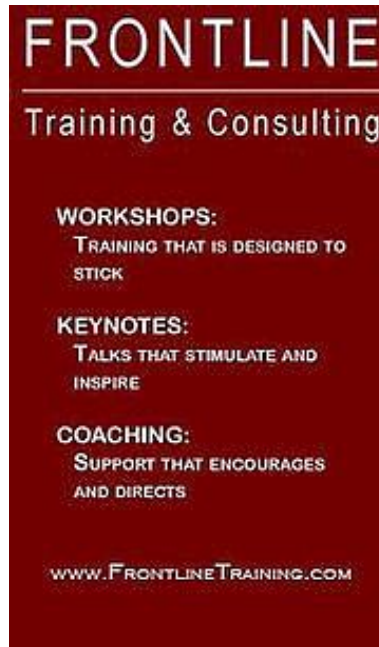 FRONTLINE
Training & Consulting
WORKSHOPS:
TRAINING THAT IS DESIGNED TO
STICK
KEYNOTES:
TALKS THAT STIMULATE AND
INSPIRE
COACHING:
SUPPORT THAT ENCOURAGES
AND DIRECTS
WWW.FRONTLINETRAINING.COM